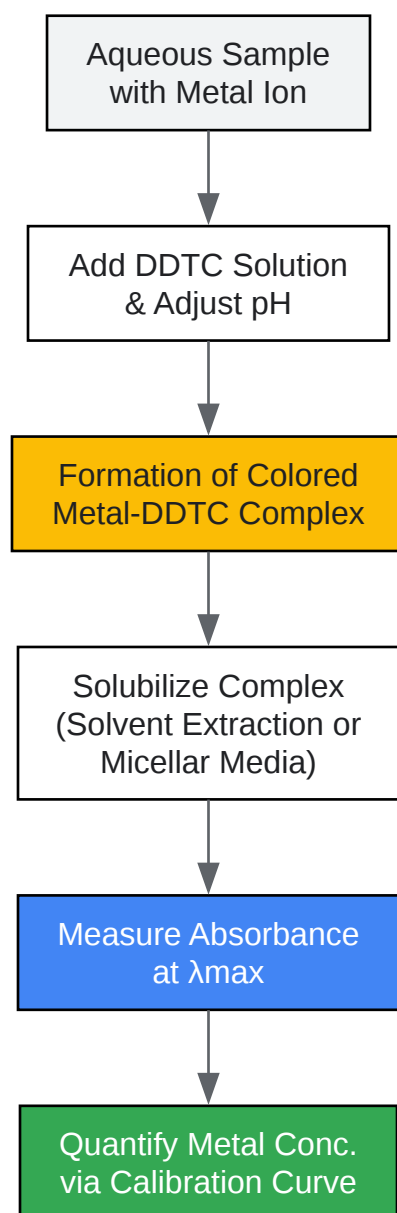 Aqueous Sample
with Metal Ion
Add DDTC Solution
& Adjust pH
Formation of Colored
Metal-DDTC Complex
Solubilize Complex
(Solvent Extraction or
Micellar Media)
Measure Absorbance
at λmax
Quantify Metal Conc.
via Calibration Curve